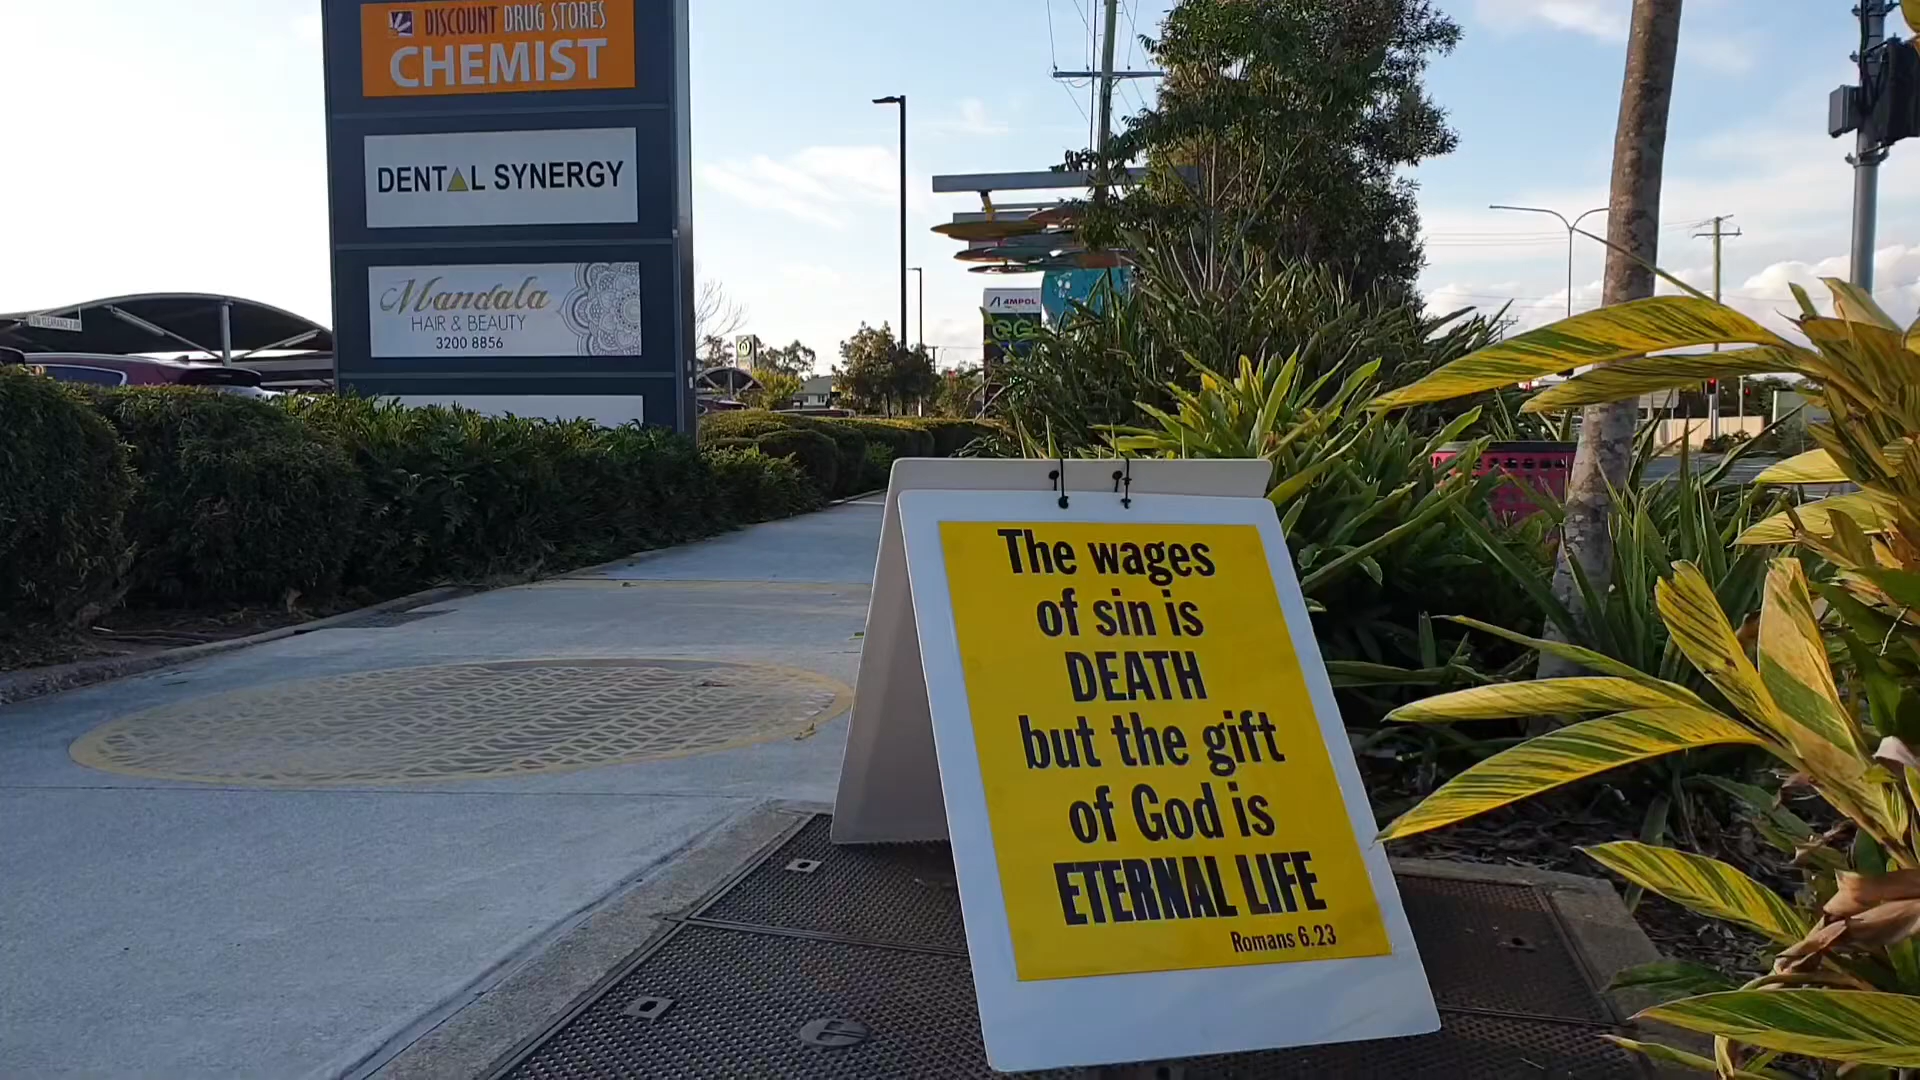 DISCOUNT DRUG STORES
CHEMIST
DENTAL SYNERGY
Mandala
HAIR & BEAUTY
3200 8856
AMPOL
The wages
of sin is
DEATH
but the gift
of God is
ETERNAL LIFE
Romans 6.23